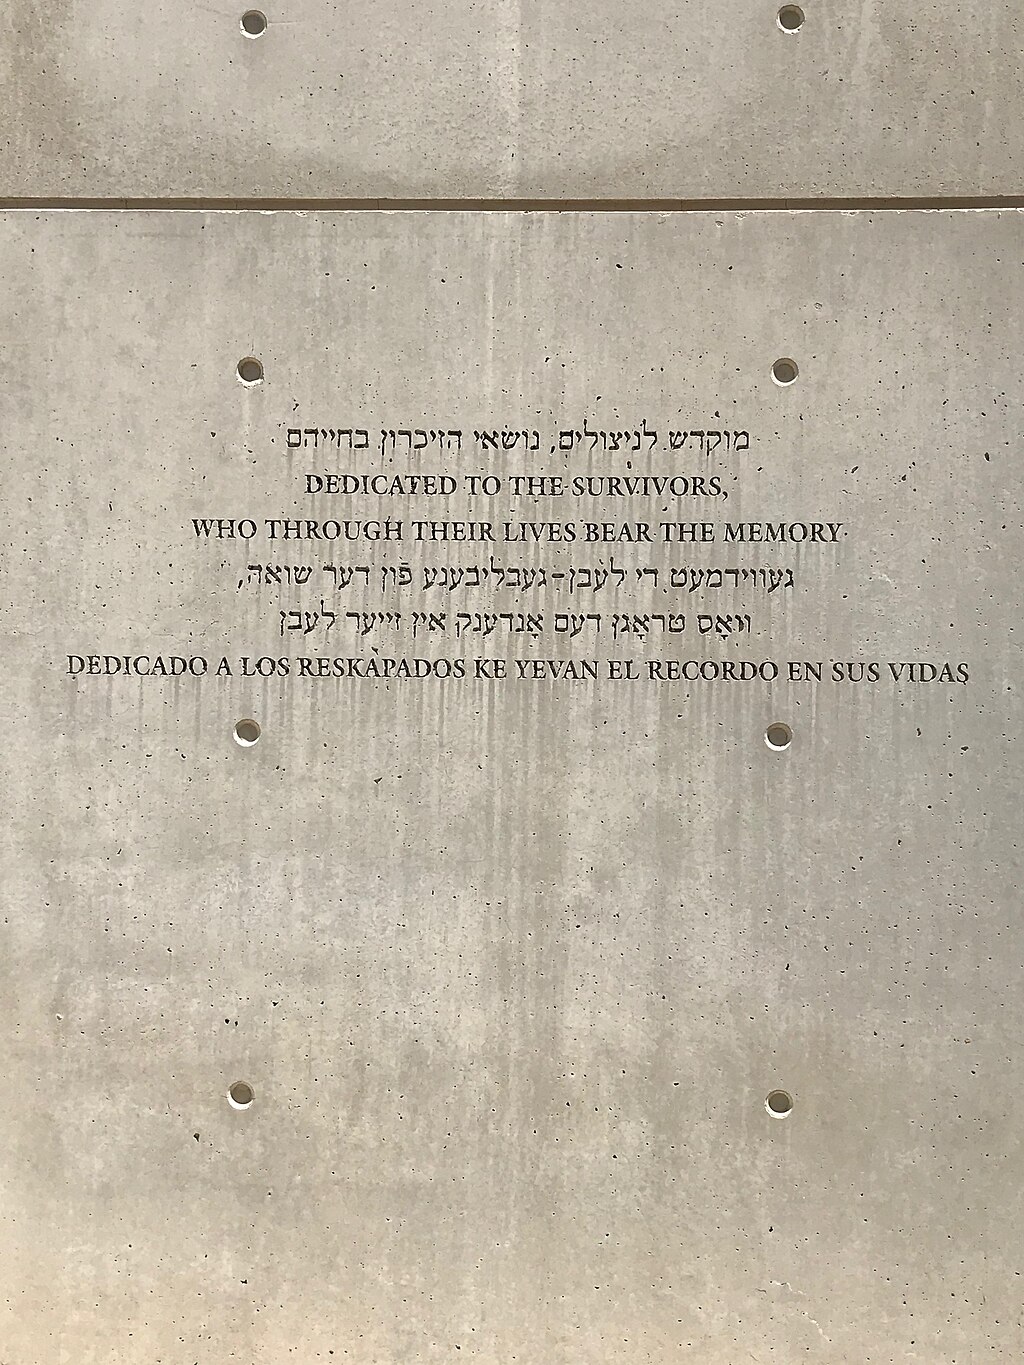 מוקדש לניצולים, נושאי הזיכרון בחייהם
DEDICATED TO THE SURVIVORS,
WHO THROUGH THEIR LIVES BEAR THE MEMORY
געווידמעט די לעבן-געבליבענע פֿון דער שואה,
וואָס טראָגן דעם אָנדענק אין זייער לעבן
DEDICADO A LOS RESKAPADOS KE YEVAN EL RECORDO EN SUS VIDAS